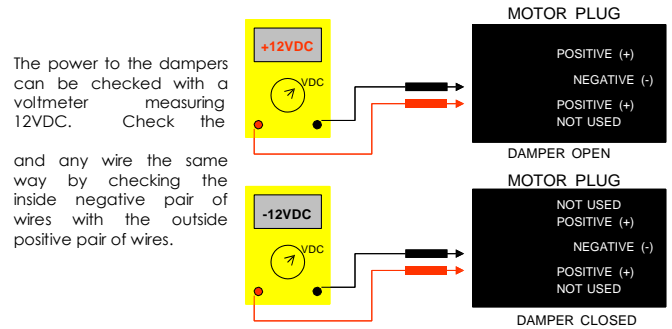 The power to the dampers
can be checked with a
voltmeter measuring
12VDC. Check the
and any wire the same
way by checking the
inside negative pair of
wires with the outside
positive pair of wires.
+12VDC
VDC
MOTOR PLUG
POSITIVE (+)
NEGATIVE (-)
POSITIVE (+)
NOT USED
DAMPER OPEN
-12VDC
VDC
MOTOR PLUG
NOT USED
POSITIVE (+)
NEGATIVE (-)
POSITIVE (+)
NOT USED
DAMPER CLOSED